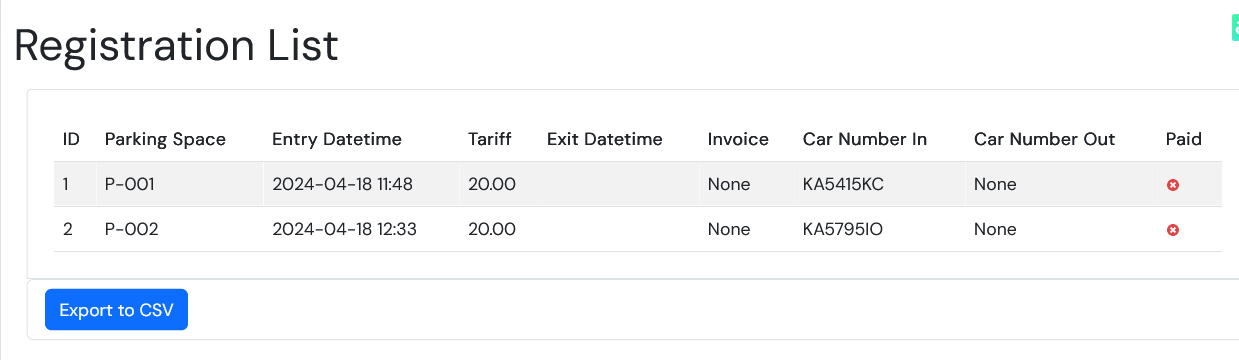 Registration List
ID Parking Space Entry Datetime Tariff Exit Datetime Invoice Car Number In Car Number Out Paid
1 P-001 2024-04-18 11:48 20.00 None KA5415KC None
2 P-002 2024-04-18 12:33 20.00 None KA5795IO None
Export to CSV